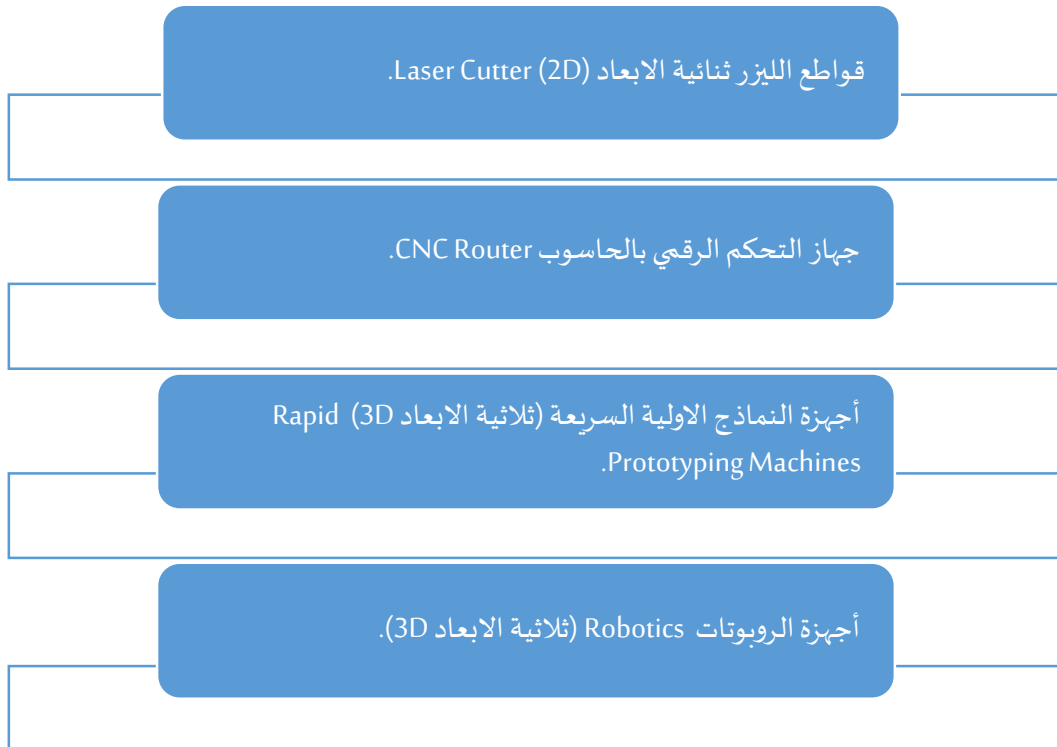 قواطع الليزر ثنائية الابعاد Laser Cutter (2D).
جهاز التحكم الرقمي بالحاسوب CNC Router.
أجهزة النماذج الاولية السريعة (ثلاثية الابعاد 3D) Rapid
Prototyping Machines.
أجهزة الروبوتات Robotics (ثلاثية الابعاد 3D).